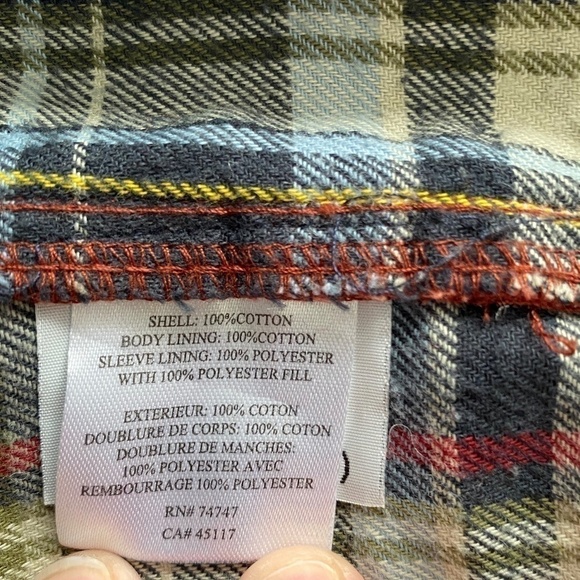 SHELL: 100%COTTON
BODY LINING: 100%COTTON
SLEEVE LINING: 100% POLYESTER
WITH 100% POLYESTER FILL
EXTERIEUR: 100% COTON
DOUBLURE DE CORPS: 100% COTON
DOUBLURE DE MANCHES:
100% POLYESTER AVEC
REMBOURRAGE 100% POLYESTER
RN# 74747
CA# 45117